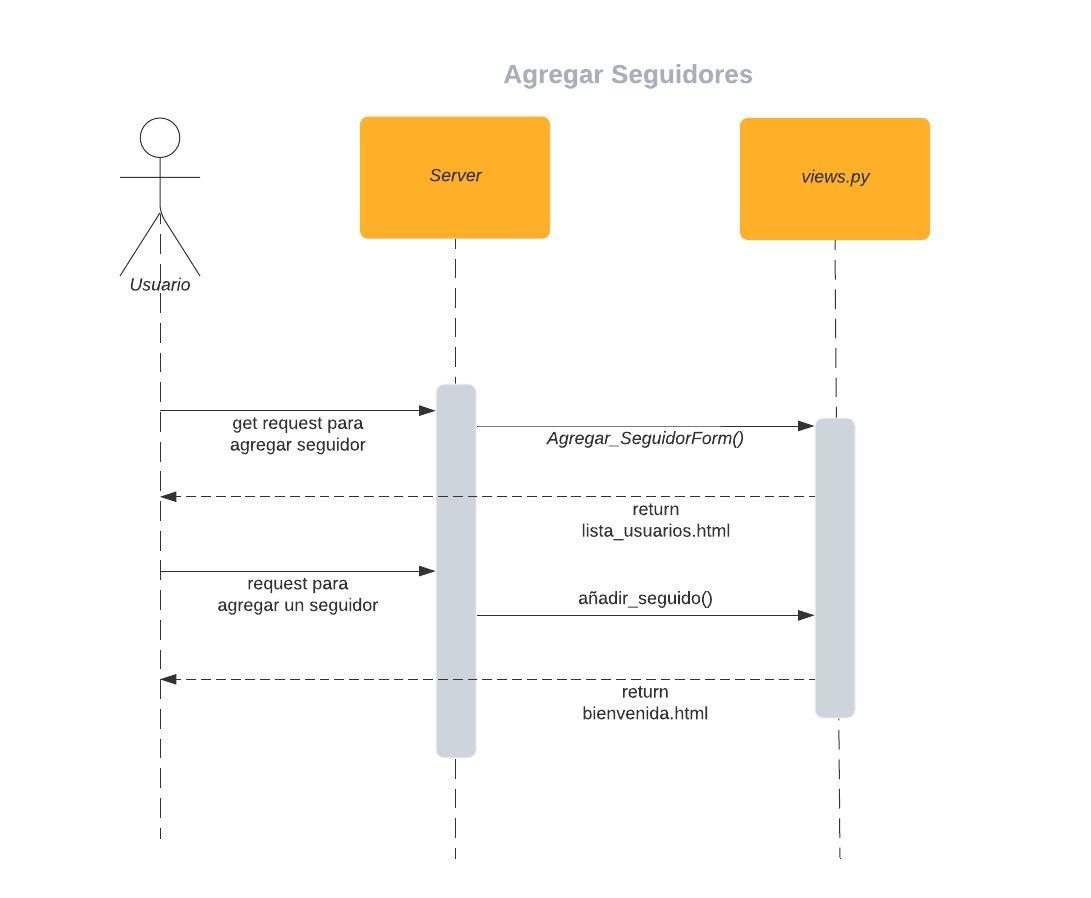 Agregar Seguidores
Server
views.py
Usuario
get request para
agregar seguidor
Agregar_SeguidorForm()
return
lista_usuarios.html
request para
agregar un seguidor
añadir_seguido()
return
bienvenida.html